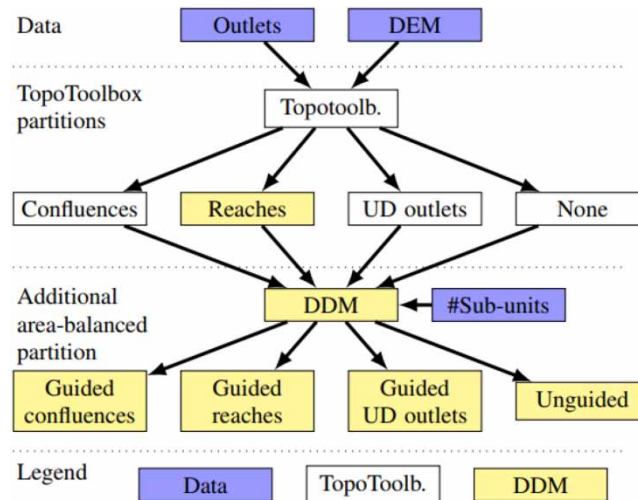 Data
Outlets
DEM
TopoToolbox
partitions
Topotoolb.
Confluences
Reaches
UD outlets
None
Additional
area-balanced
partition
DDM
#Sub-units
Guided
confluences
Guided
reaches
Guided
UD outlets
Unguided
Legend
Data
TopoToolb.
DDM